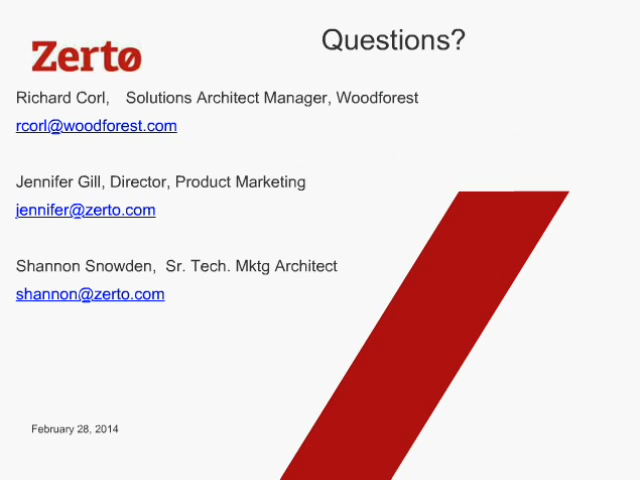 Zerto
Questions?
Richard Corl, Solutions Architect Manager, Woodforest
rcorl@woodforest.com
Jennifer Gill, Director, Product Marketing
jennifer@zerto.com
Shannon Snowden, Sr. Tech. Mktg Architect
shannon@zerto.com
February 28, 2014